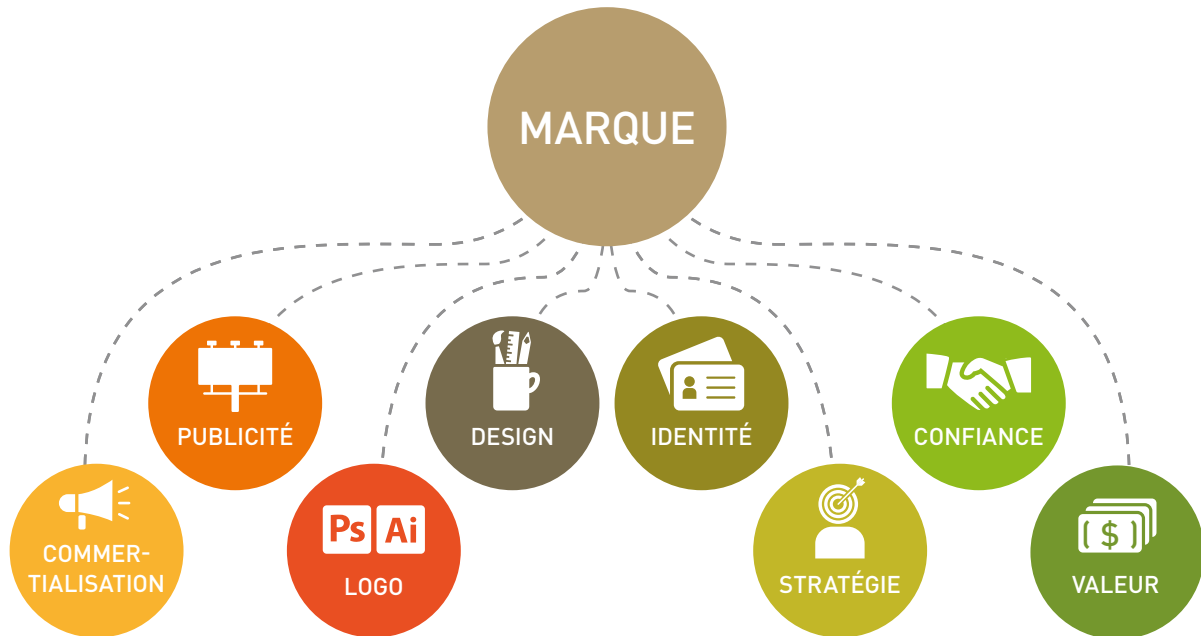 MARQUE
PUBLICITÉ
DESIGN
IDENTITÉ
CONFIANCE
COMMER-
TIALISATION
Ps Ai
LOGO
STRATÉGIE
$
VALEUR